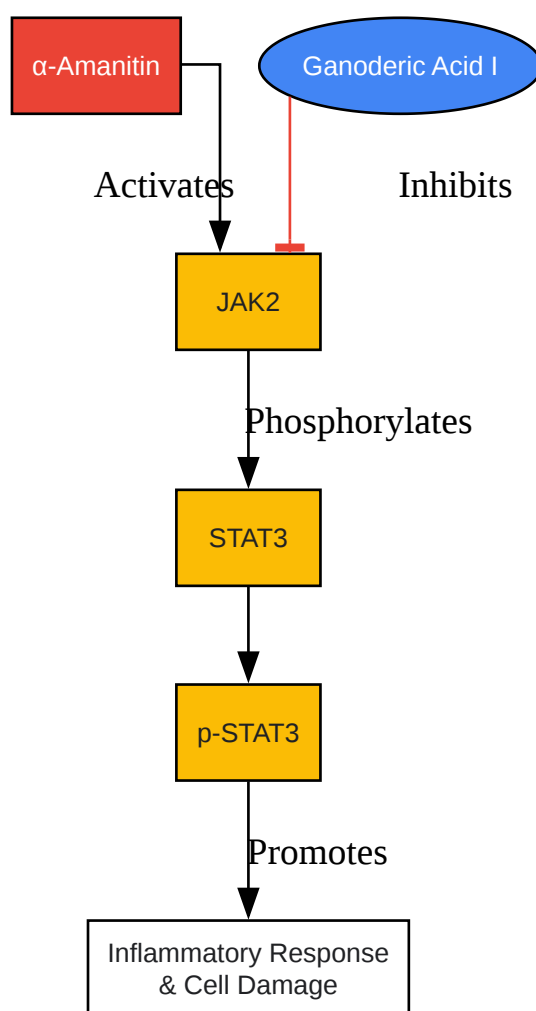 α-Amanitin
Ganoderic Acid I
Activates
Inhibits
JAK2
Phosphorylates
STAT3
p-STAT3
Promotes
Inflammatory Response
& Cell Damage